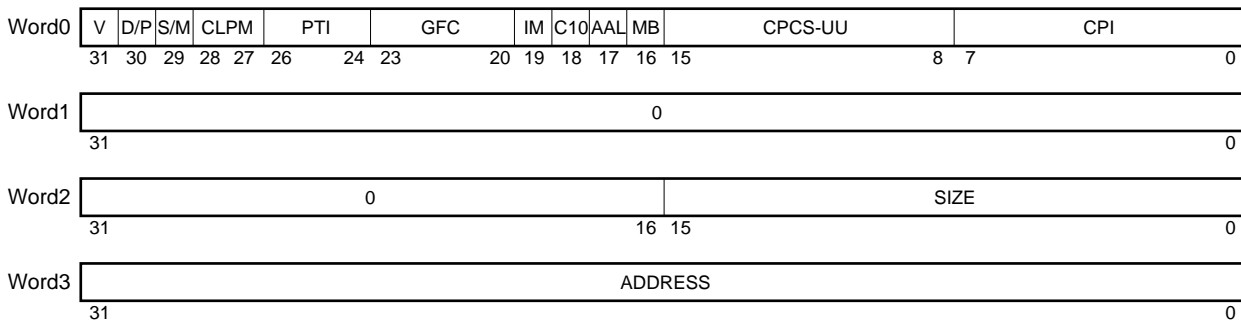 Word0 V D/P S/M CLPM PTI GFC IM C10 AAL MB CPCS-UU CPI
31 30 29 28 27 26 24 23 20 19 18 17 16 15 8 7 0
Word1 0
31 0
Word2 0 SIZE
31 16 15 0
Word3 ADDRESS
31 0